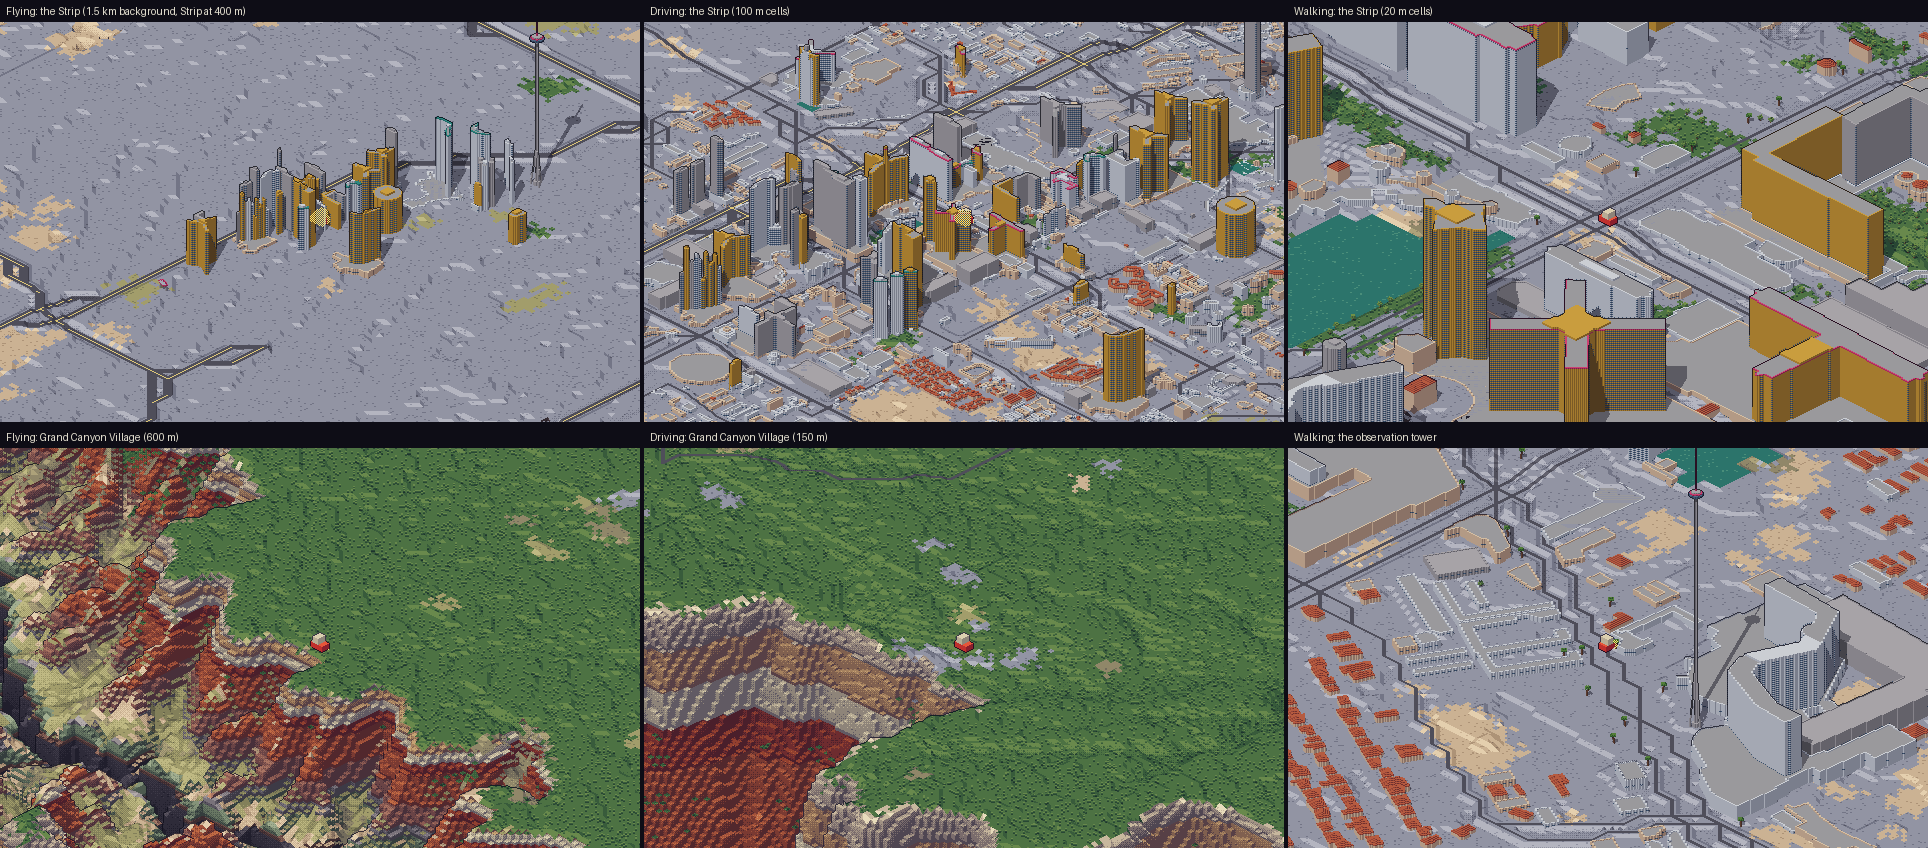 Flying: the Strip (1.5 km background, Strip at 400 m)
Driving: the Strip (100 m cells)
Walking: the Strip (20 m cells)
Flying: Grand Canyon Village (600 m)
Driving: Grand Canyon Village (150 m)
Walking: the observation tower